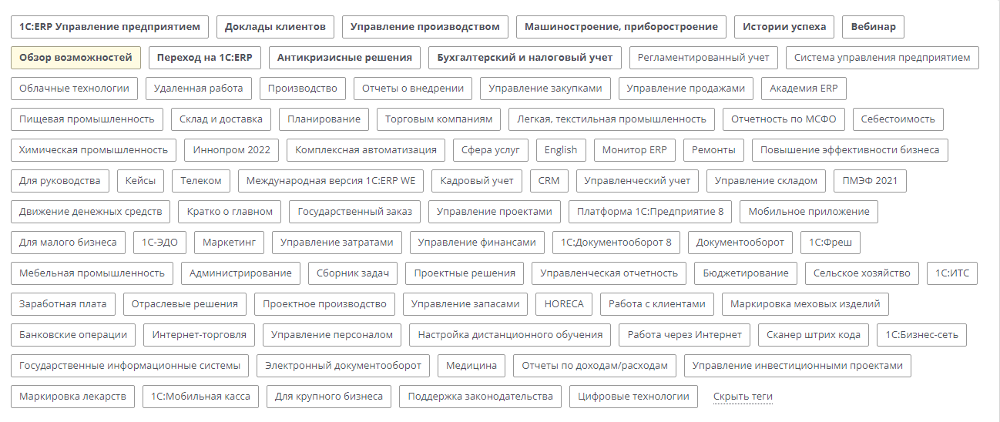 1С:ERP Управление предприятием Доклады клиентов Управление производством Машиностроение, приборостроение Истории успеха Вебинар
Обзор возможностей Переход на 1С:ERP Антикризисные решения Бухгалтерский и налоговый учет Регламентированный учет Система управления предприятием
Облачные технологии Удаленная работа Производство Отчеты о внедрении Управление закупками Управление продажами Академия ERP
Пищевая промышленность Склад и доставка Планирование Торговым компаниям Легкая, текстильная промышленность Отчетность по МСФО Себестоимость
Химическая промышленность Иннопром 2022 Комплексная автоматизация Сфера услуг English Монитор ERP Ремонты Повышение эффективности бизнеса
Для руководства Кейсы Телеком Международная версия 1С:ERP WE Кадровый учет CRM Управленческий учет Управление складом ПМЭФ 2021
Движение денежных средств Кратко о главном Государственный заказ Управление проектами Платформа 1С:Предприятие 8 Мобильное приложение
Для малого бизнеса 1С-ЭДО Маркетинг Управление затратами Управление финансами 1С:Документооборот 8 Документооборот 1С:Фреш
Мебельная промышленность Администрирование Сборник задач Проектные решения Управленческая отчетность Бюджетирование Сельское хозяйство 1С:ИТС
Заработная плата Отраслевые решения Проектное производство Управление запасами HORECA Работа с клиентами Маркировка меховых изделий
Банковские операции Интернет-торговля Управление персоналом Настройка дистанционного обучения Работа через Интернет Сканер штрих кода 1С:Бизнес-сеть
Государственные информационные системы Электронный документооборот Медицина Отчеты по доходам/расходам Управление инвестиционными проектами
Маркировка лекарств 1С:Мобильная касса Для крупного бизнеса Поддержка законодательства Цифровые технологии Скрыть теги